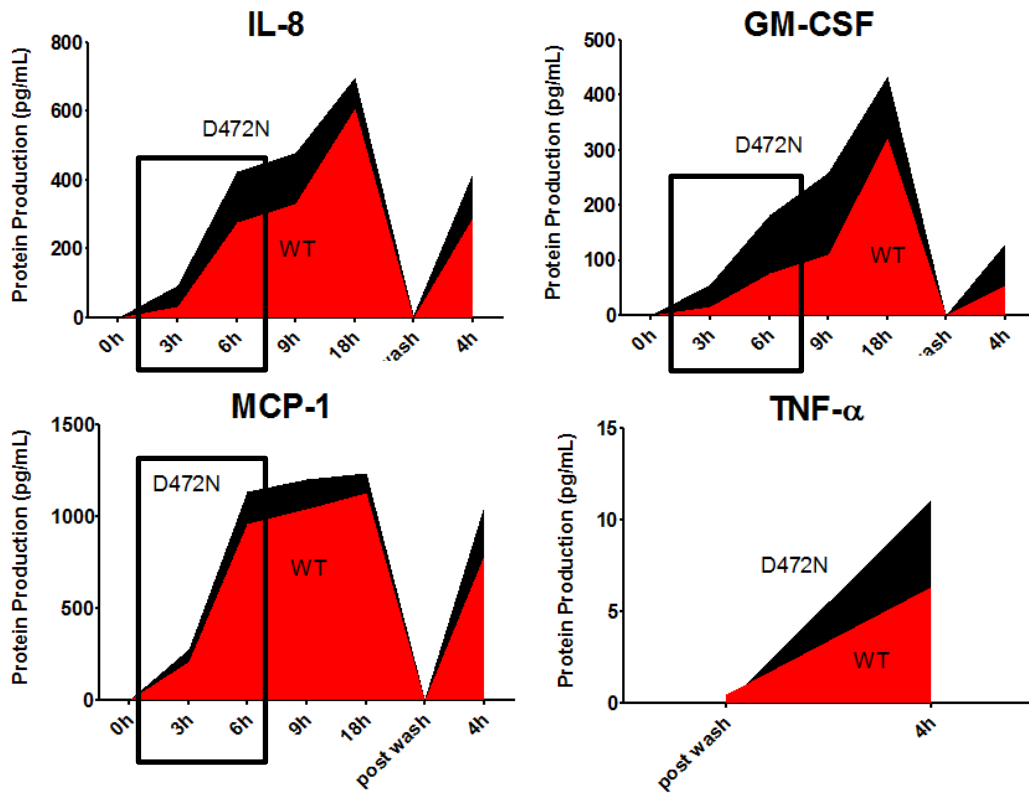 IL-8
Protein Production (pg/mL)
800
600
400
200
0
D472N
WT
0h
3h
6h
9h
18h
4h
GM-CSF
Protein Production (pg/mL)
500
400
300
200
100
0
D472N
WT
0h
3h
6h
9h
18h
4h
MCP-1
Protein Production (pg/mL)
1500
1000
500
0
D472N
WT
0h
3h
6h
9h
18h
post wash
4h
TNF-α
Protein Production (pg/mL)
15
10
5
0
D472N
WT
post wash
4h